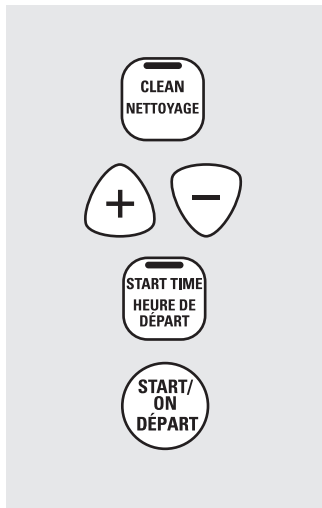 CLEAN
NETTOYAGE
+ −
START TIME
HEURE DE
DÉPART
START/
ON
DÉPART